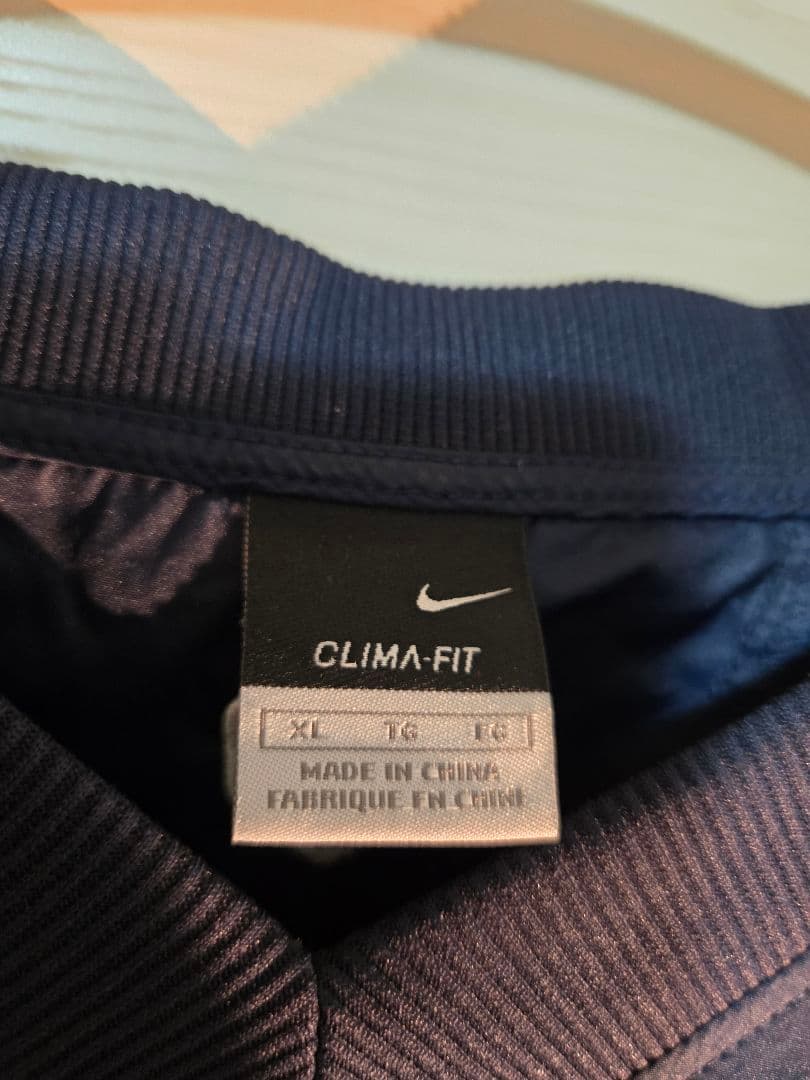 CLIMA-FIT
XL TG EG
MADE IN CHINA
FABRIQUE EN CHINE